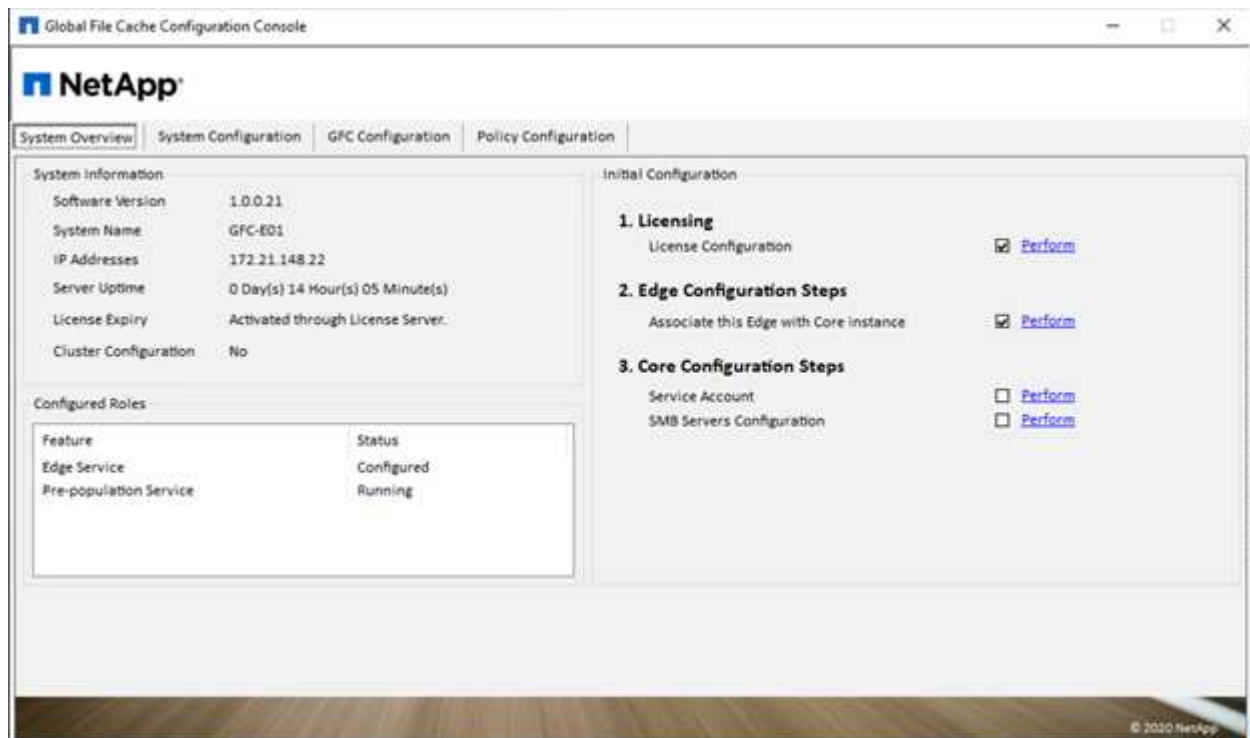 Global File Cache Configuration Console
NetApp
System Overview System Configuration GFC Configuration Policy Configuration
System Information
Software Version 1.0.0.21
System Name GFC-E01
IP Addresses 172.21.148.22
Server Uptime 0 Day(s) 14 Hour(s) 05 Minute(s)
License Expiry Activated through License Server.
Cluster Configuration No
Configured Roles
Feature Status
Edge Service Configured
Pre-population Service Running
Initial Configuration
1. Licensing
License Configuration Perform
2. Edge Configuration Steps
Associate this Edge with Core instance Perform
3. Core Configuration Steps
Service Account Perform
SMB Servers Configuration Perform
© 2020 NetApp